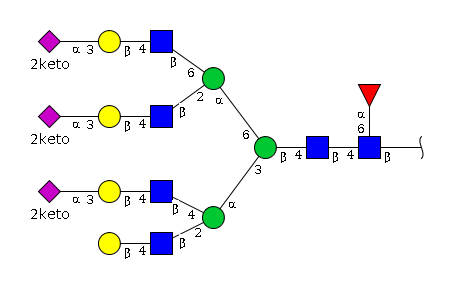 α 3 β 4 β
2keto 6
α 3 β 4 β 2 α
2keto
α
6
6
β 4 β 4 β
3
α 3 β 4 β 4 α
2keto
β 4 β 2